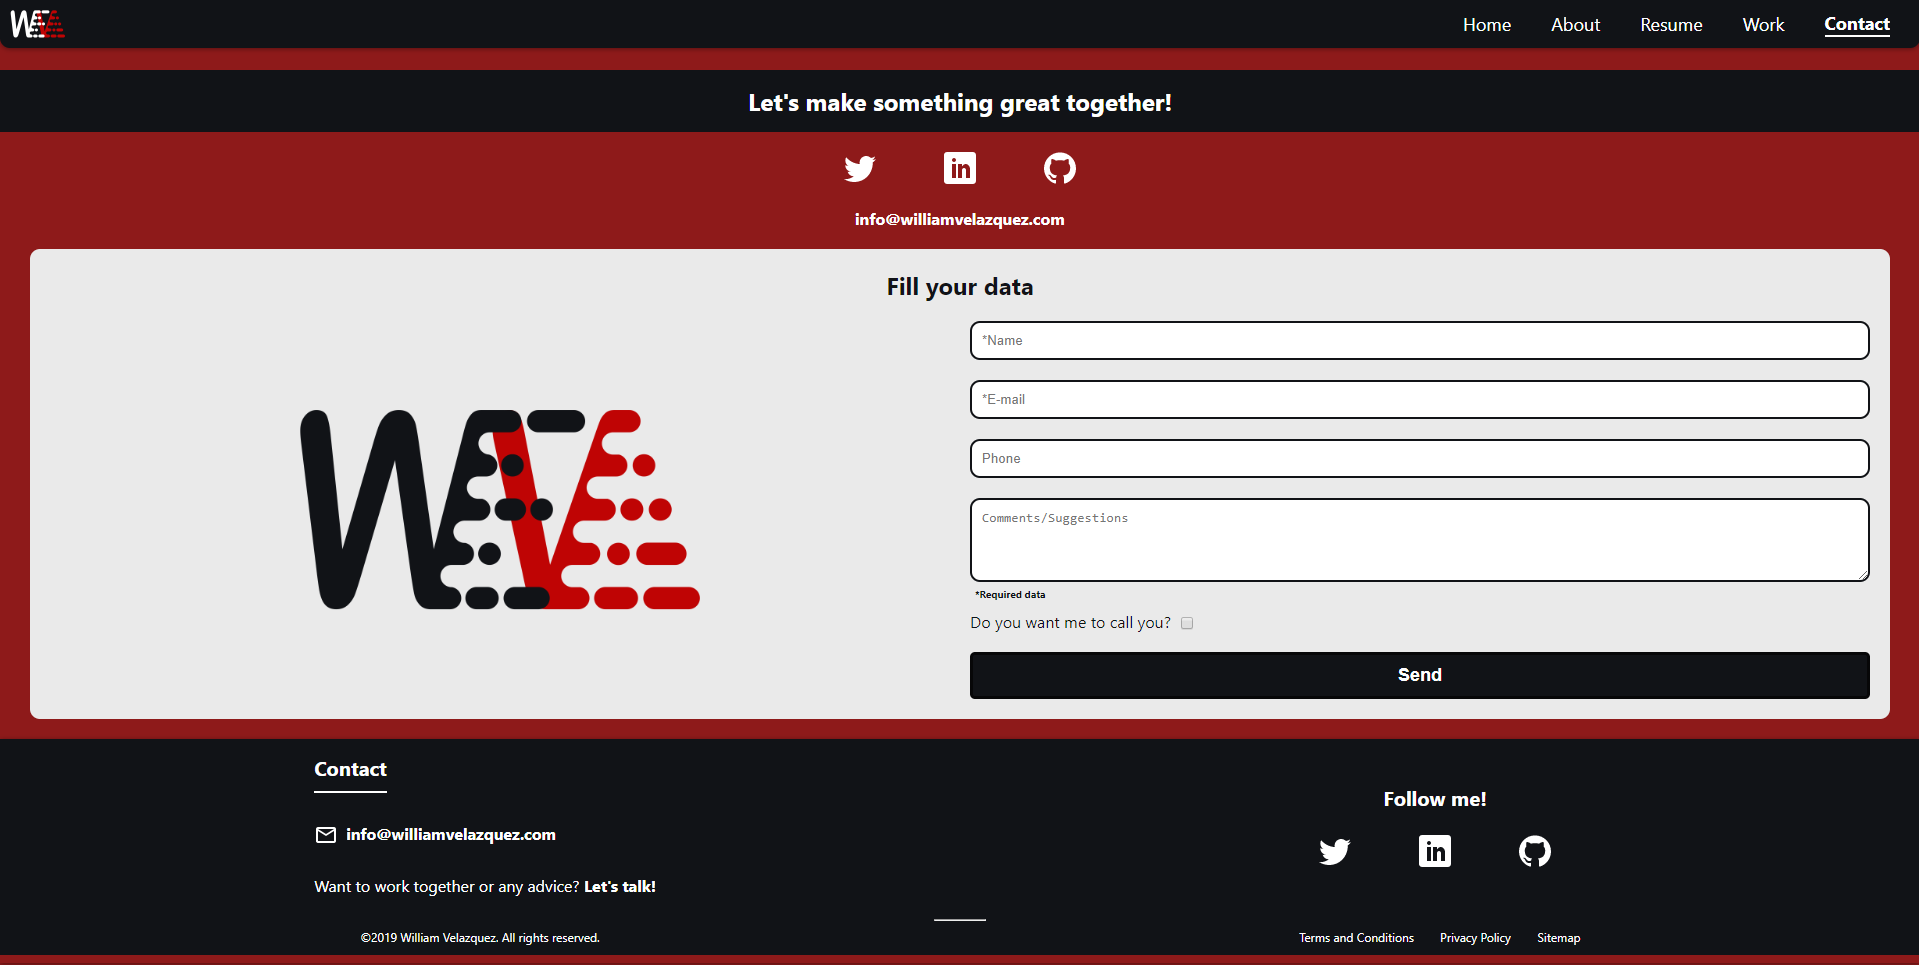 Home About Resume Work Contact
Let's make something great together!
info@williamvelazquez.com
Fill your data
*Name
*E-mail
Phone
Comments/Suggestions
*Required data
Do you want me to call you?
Send
Contact
info@williamvelazquez.com
Want to work together or any advice? Let's talk!
Follow me!
©2019 William Velazquez. All rights reserved.
Terms and Conditions Privacy Policy Sitemap